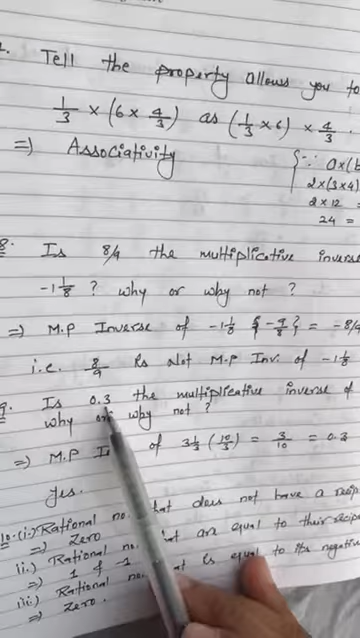 Tell the property allows you to
1/3 × (6 × 4/3) as (1/3 × 6) × 4/3.
⇒ Associativity
{∵ a×(b
2×(3×4)
2×12 =
24 =
8. Is 8/9 the multiplicative inverse
-1 1/8 ? why or why not ?
⇒ M.P Inverse of -1 1/8 {-9/8} = -8/9
i.e. 8/9 is Not M.P Inv. of -1 1/8
9. Is 0.3 the multiplicative inverse of
why or why not ?
⇒ M.P of 3 1/3 (10/3) = 3/10 = 0.3
yes.
10. (i.) Rational no. that does not have a
⇒ Zero
ii.) Rational no. are equal to their
⇒ 1 & -1
iii.) Rational no. is equal to its negative
⇒ Zero.